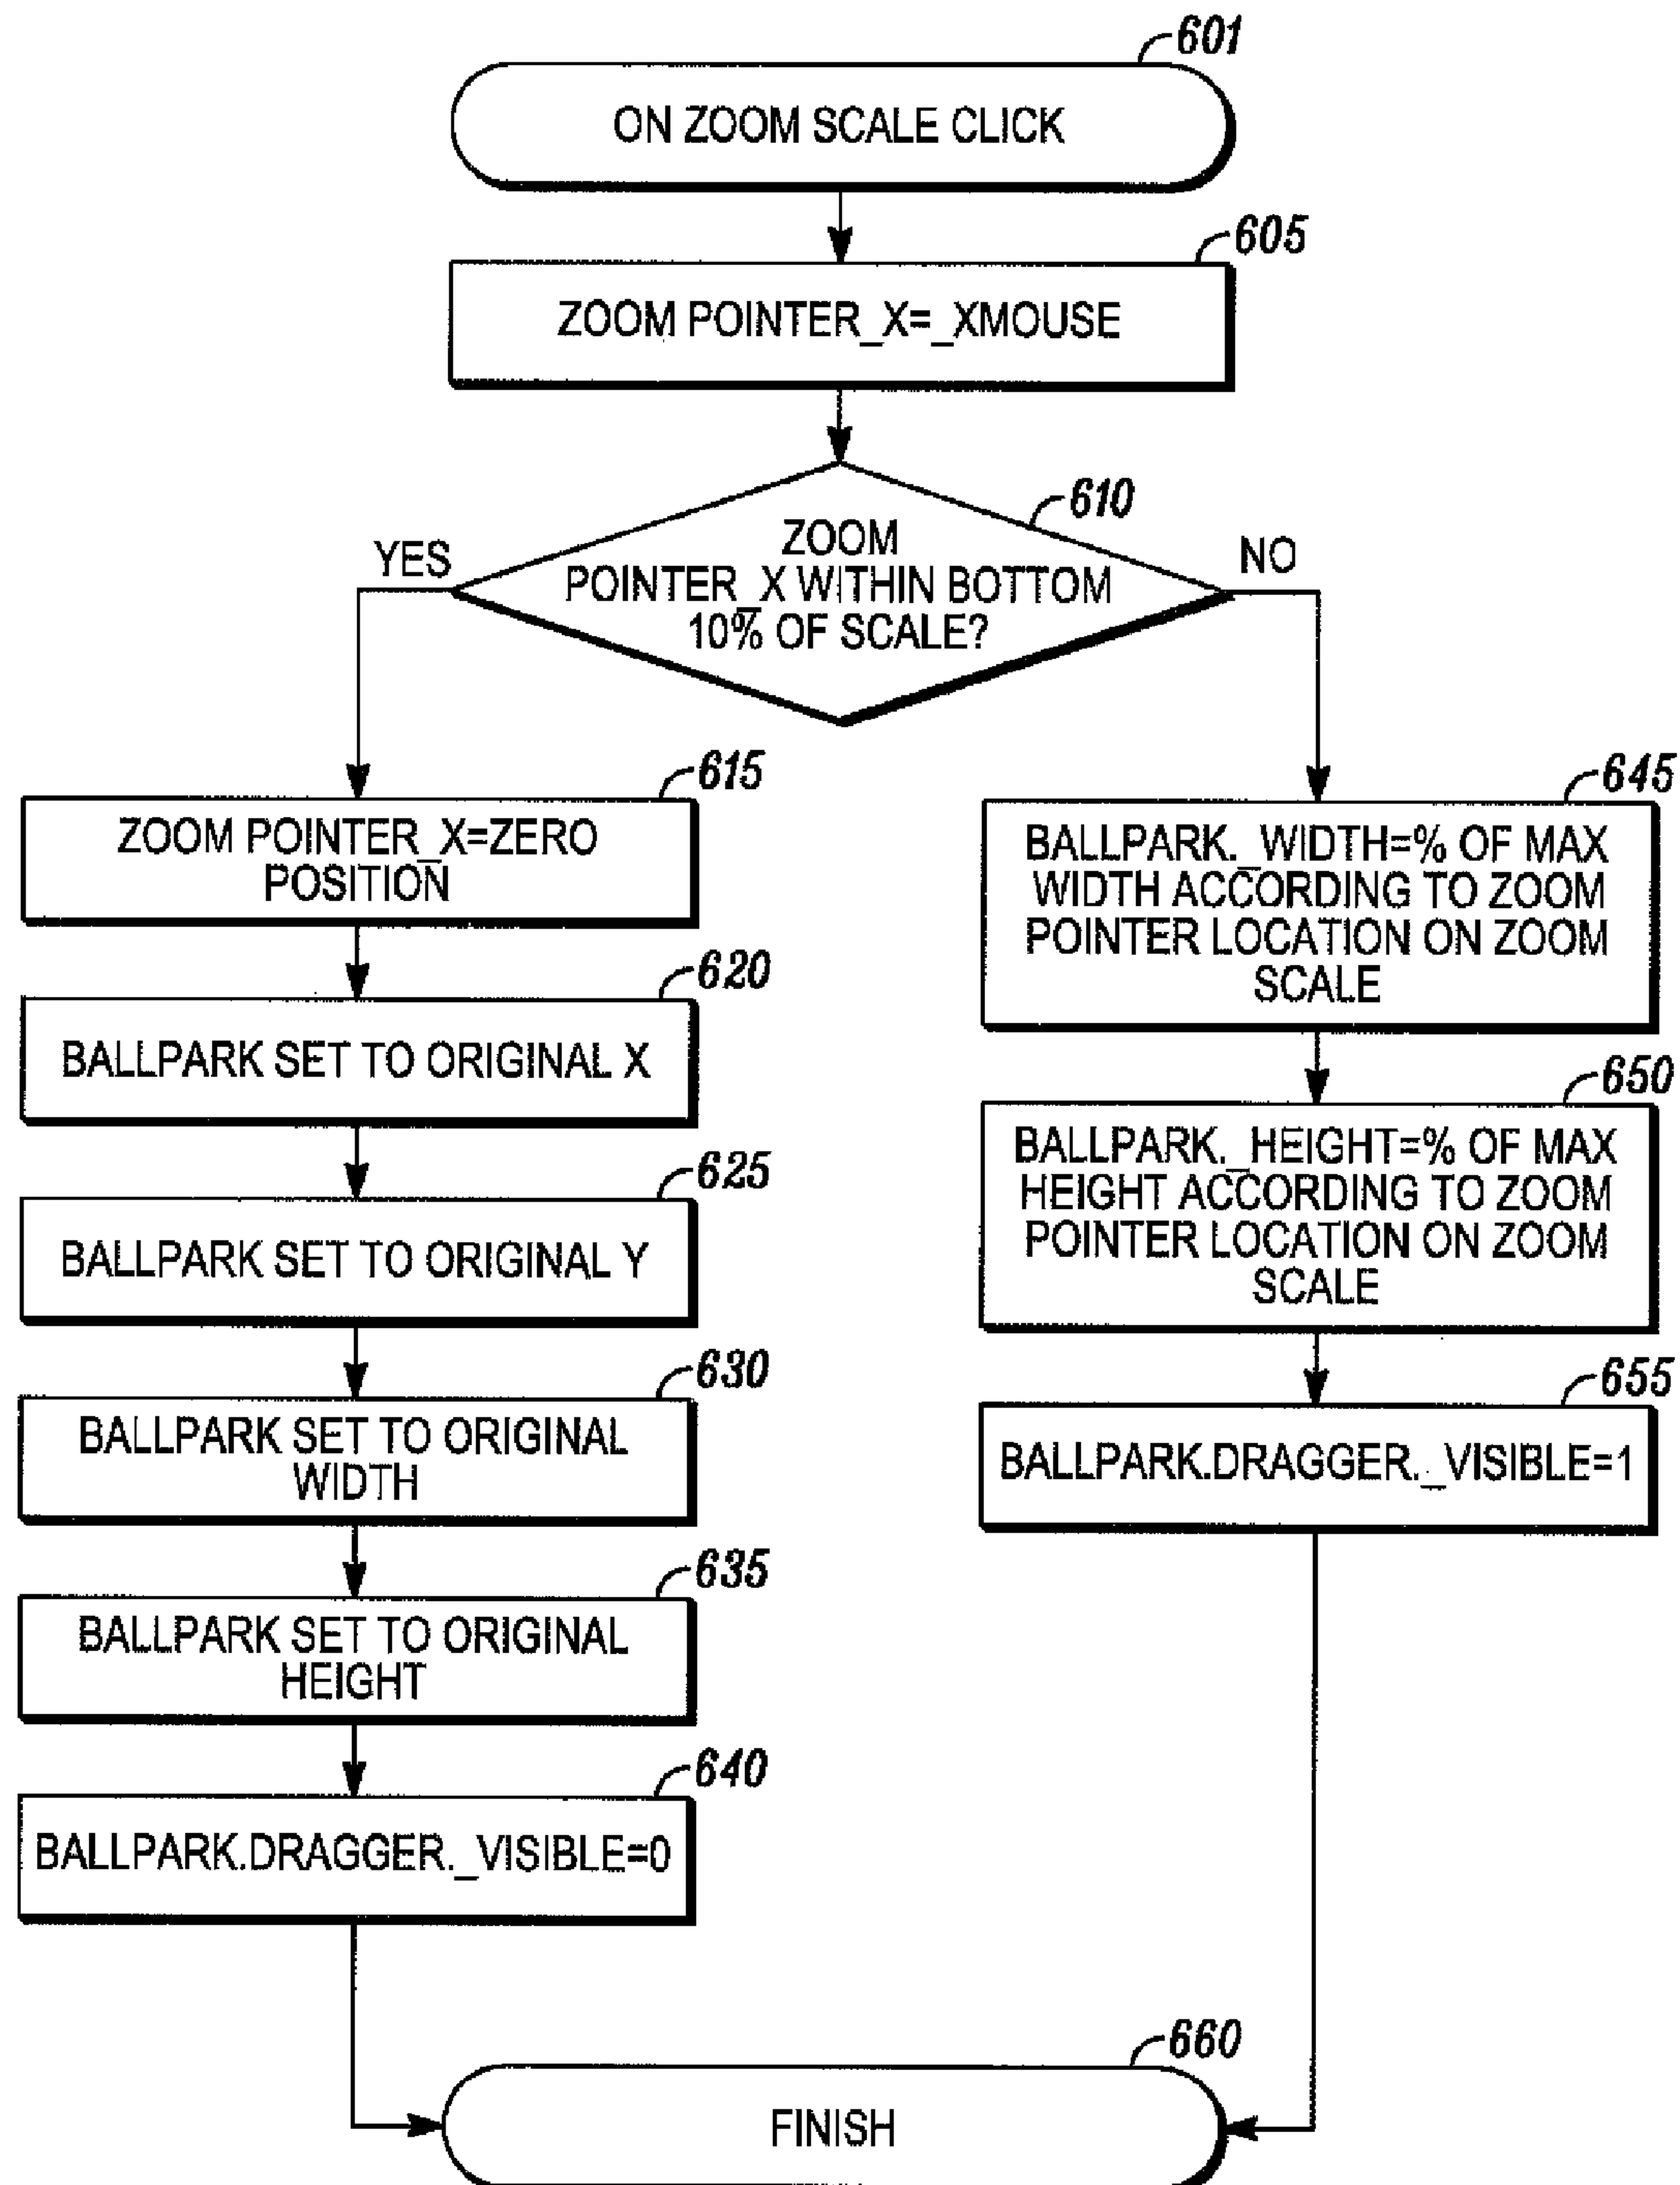 601
ON ZOOM SCALE CLICK
605
ZOOM POINTER_X=_XMOUSE
610
ZOOM
POINTER_X WITHIN BOTTOM
10% OF SCALE?
YES
NO
615
ZOOM POINTER_X=ZERO
POSITION
620
BALLPARK SET TO ORIGINAL X
625
BALLPARK SET TO ORIGINAL Y
630
BALLPARK SET TO ORIGINAL
WIDTH
635
BALLPARK SET TO ORIGINAL
HEIGHT
640
BALLPARK.DRAGGER._VISIBLE=0
645
BALLPARK._WIDTH=% OF MAX
WIDTH ACCORDING TO ZOOM
POINTER LOCATION ON ZOOM
SCALE
650
BALLPARK._HEIGHT=% OF MAX
HEIGHT ACCORDING TO ZOOM
POINTER LOCATION ON ZOOM
SCALE
655
BALLPARK.DRAGGER._VISIBLE=1
660
FINISH